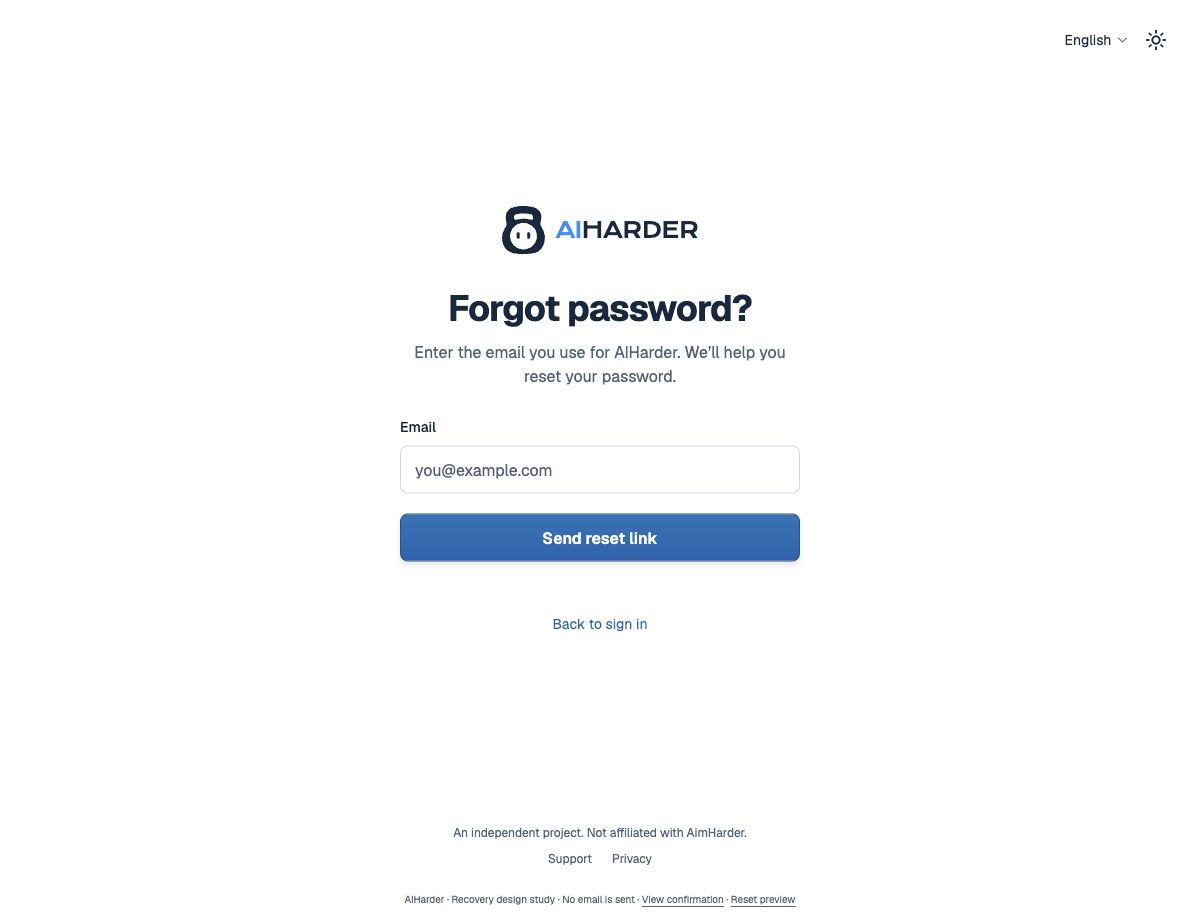 English
AIHARDER
Forgot password?
Enter the email you use for AIHarder. We’ll help you
reset your password.
Email
you@example.com
Send reset link
Back to sign in
An independent project. Not affiliated with AimHarder.
Support Privacy
AIHarder · Recovery design study · No email is sent · View confirmation · Reset preview